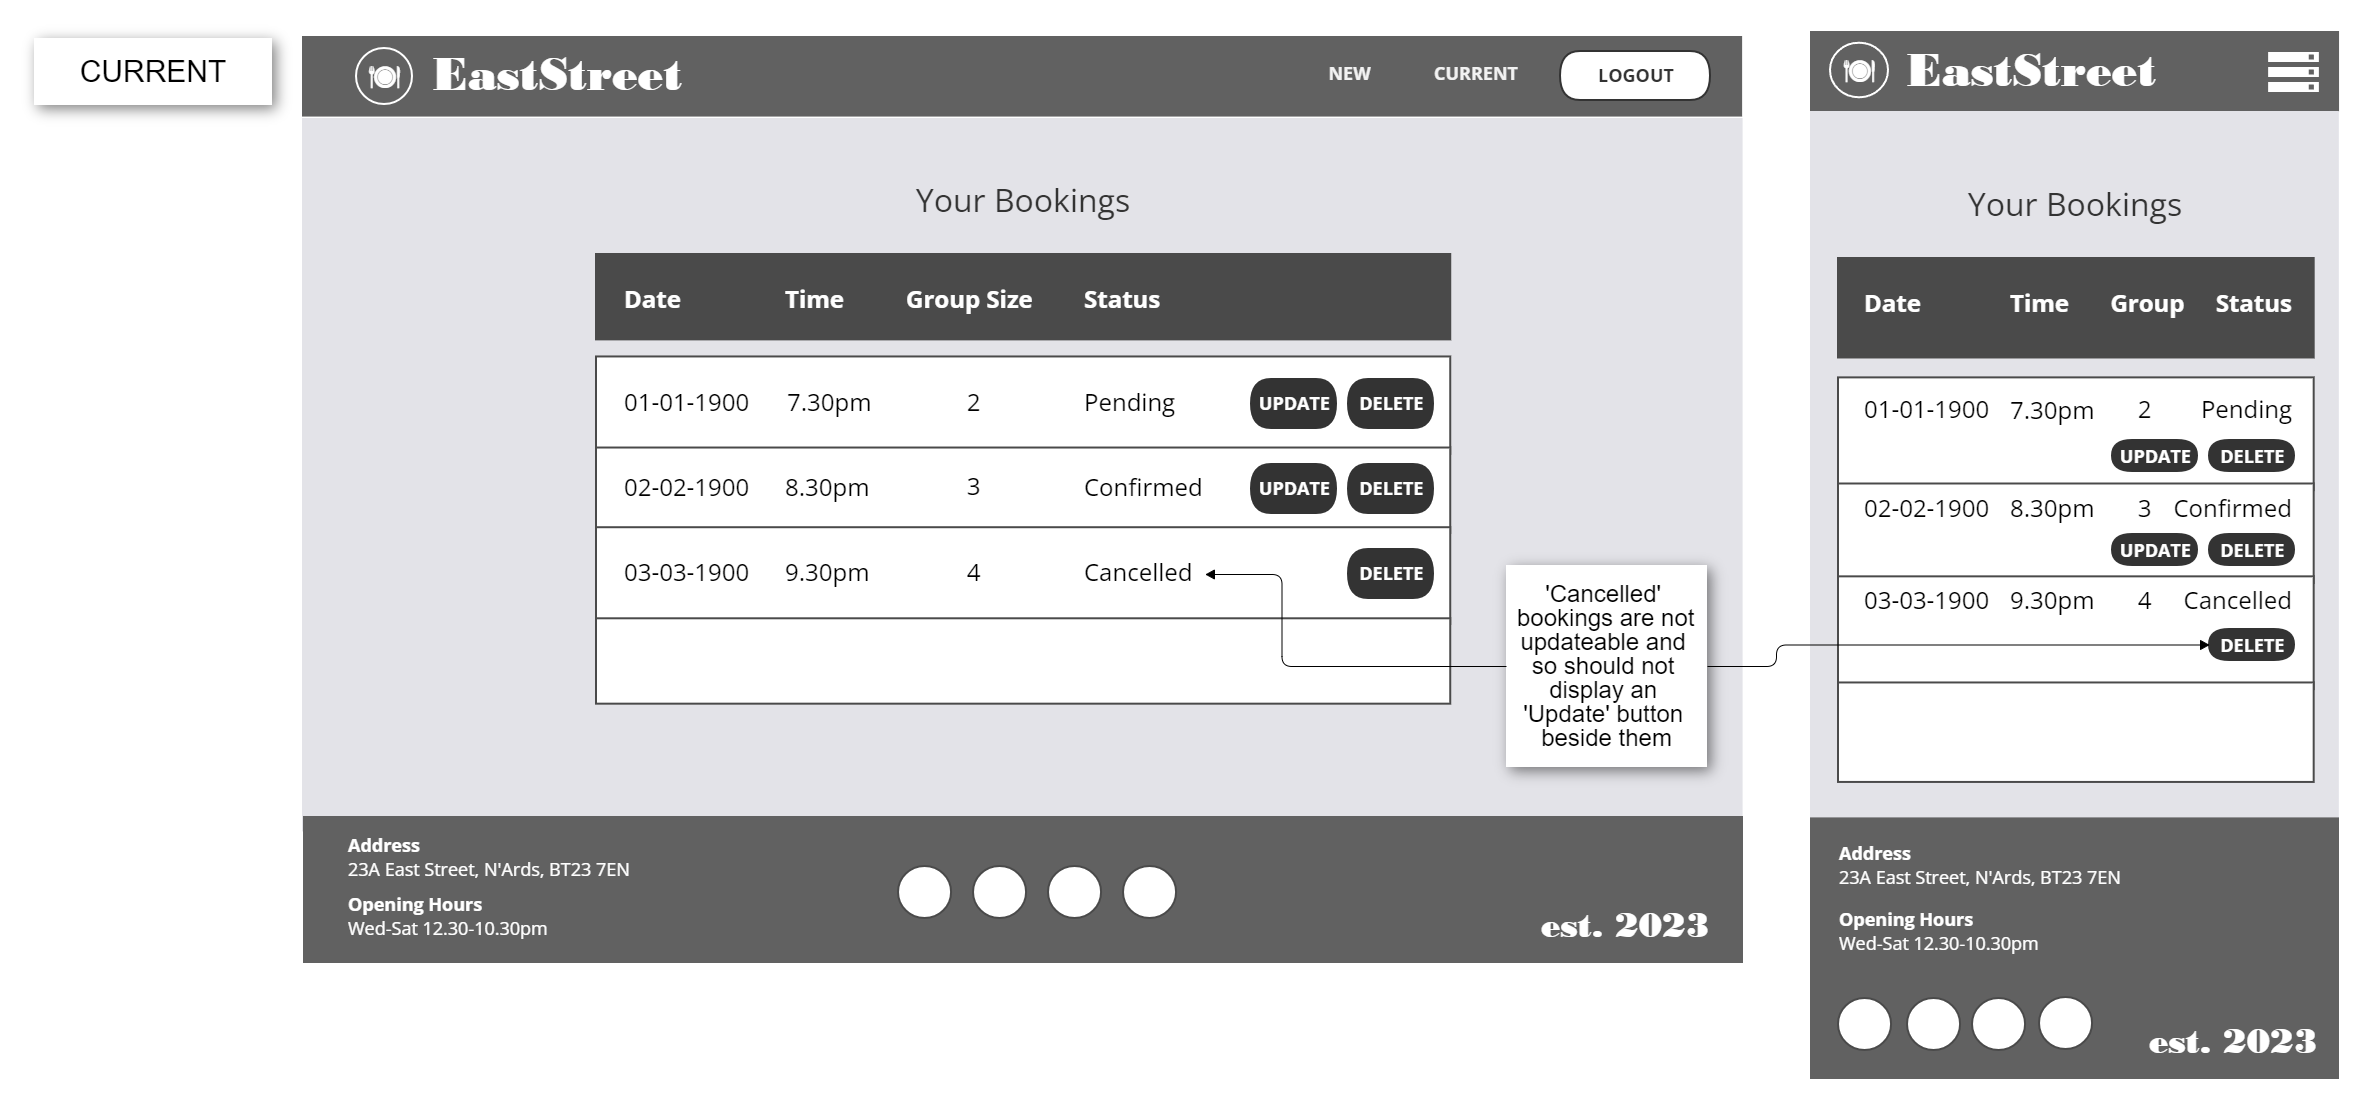 CURRENT
EastStreet
NEW CURRENT LOGOUT
Your Bookings
Date Time Group Size Status
01-01-1900 7.30pm 2 Pending UPDATE DELETE
02-02-1900 8.30pm 3 Confirmed UPDATE DELETE
03-03-1900 9.30pm 4 Cancelled DELETE
Address
23A East Street, N'Ards, BT23 7EN
Opening Hours
Wed-Sat 12.30-10.30pm
est. 2023
'Cancelled'
bookings are not
updateable and
so should not
display an
'Update' button
beside them
EastStreet
Your Bookings
Date Time Group Status
01-01-1900 7.30pm 2 Pending
UPDATE DELETE
02-02-1900 8.30pm 3 Confirmed
UPDATE DELETE
03-03-1900 9.30pm 4 Cancelled
DELETE
Address
23A East Street, N'Ards, BT23 7EN
Opening Hours
Wed-Sat 12.30-10.30pm
est. 2023